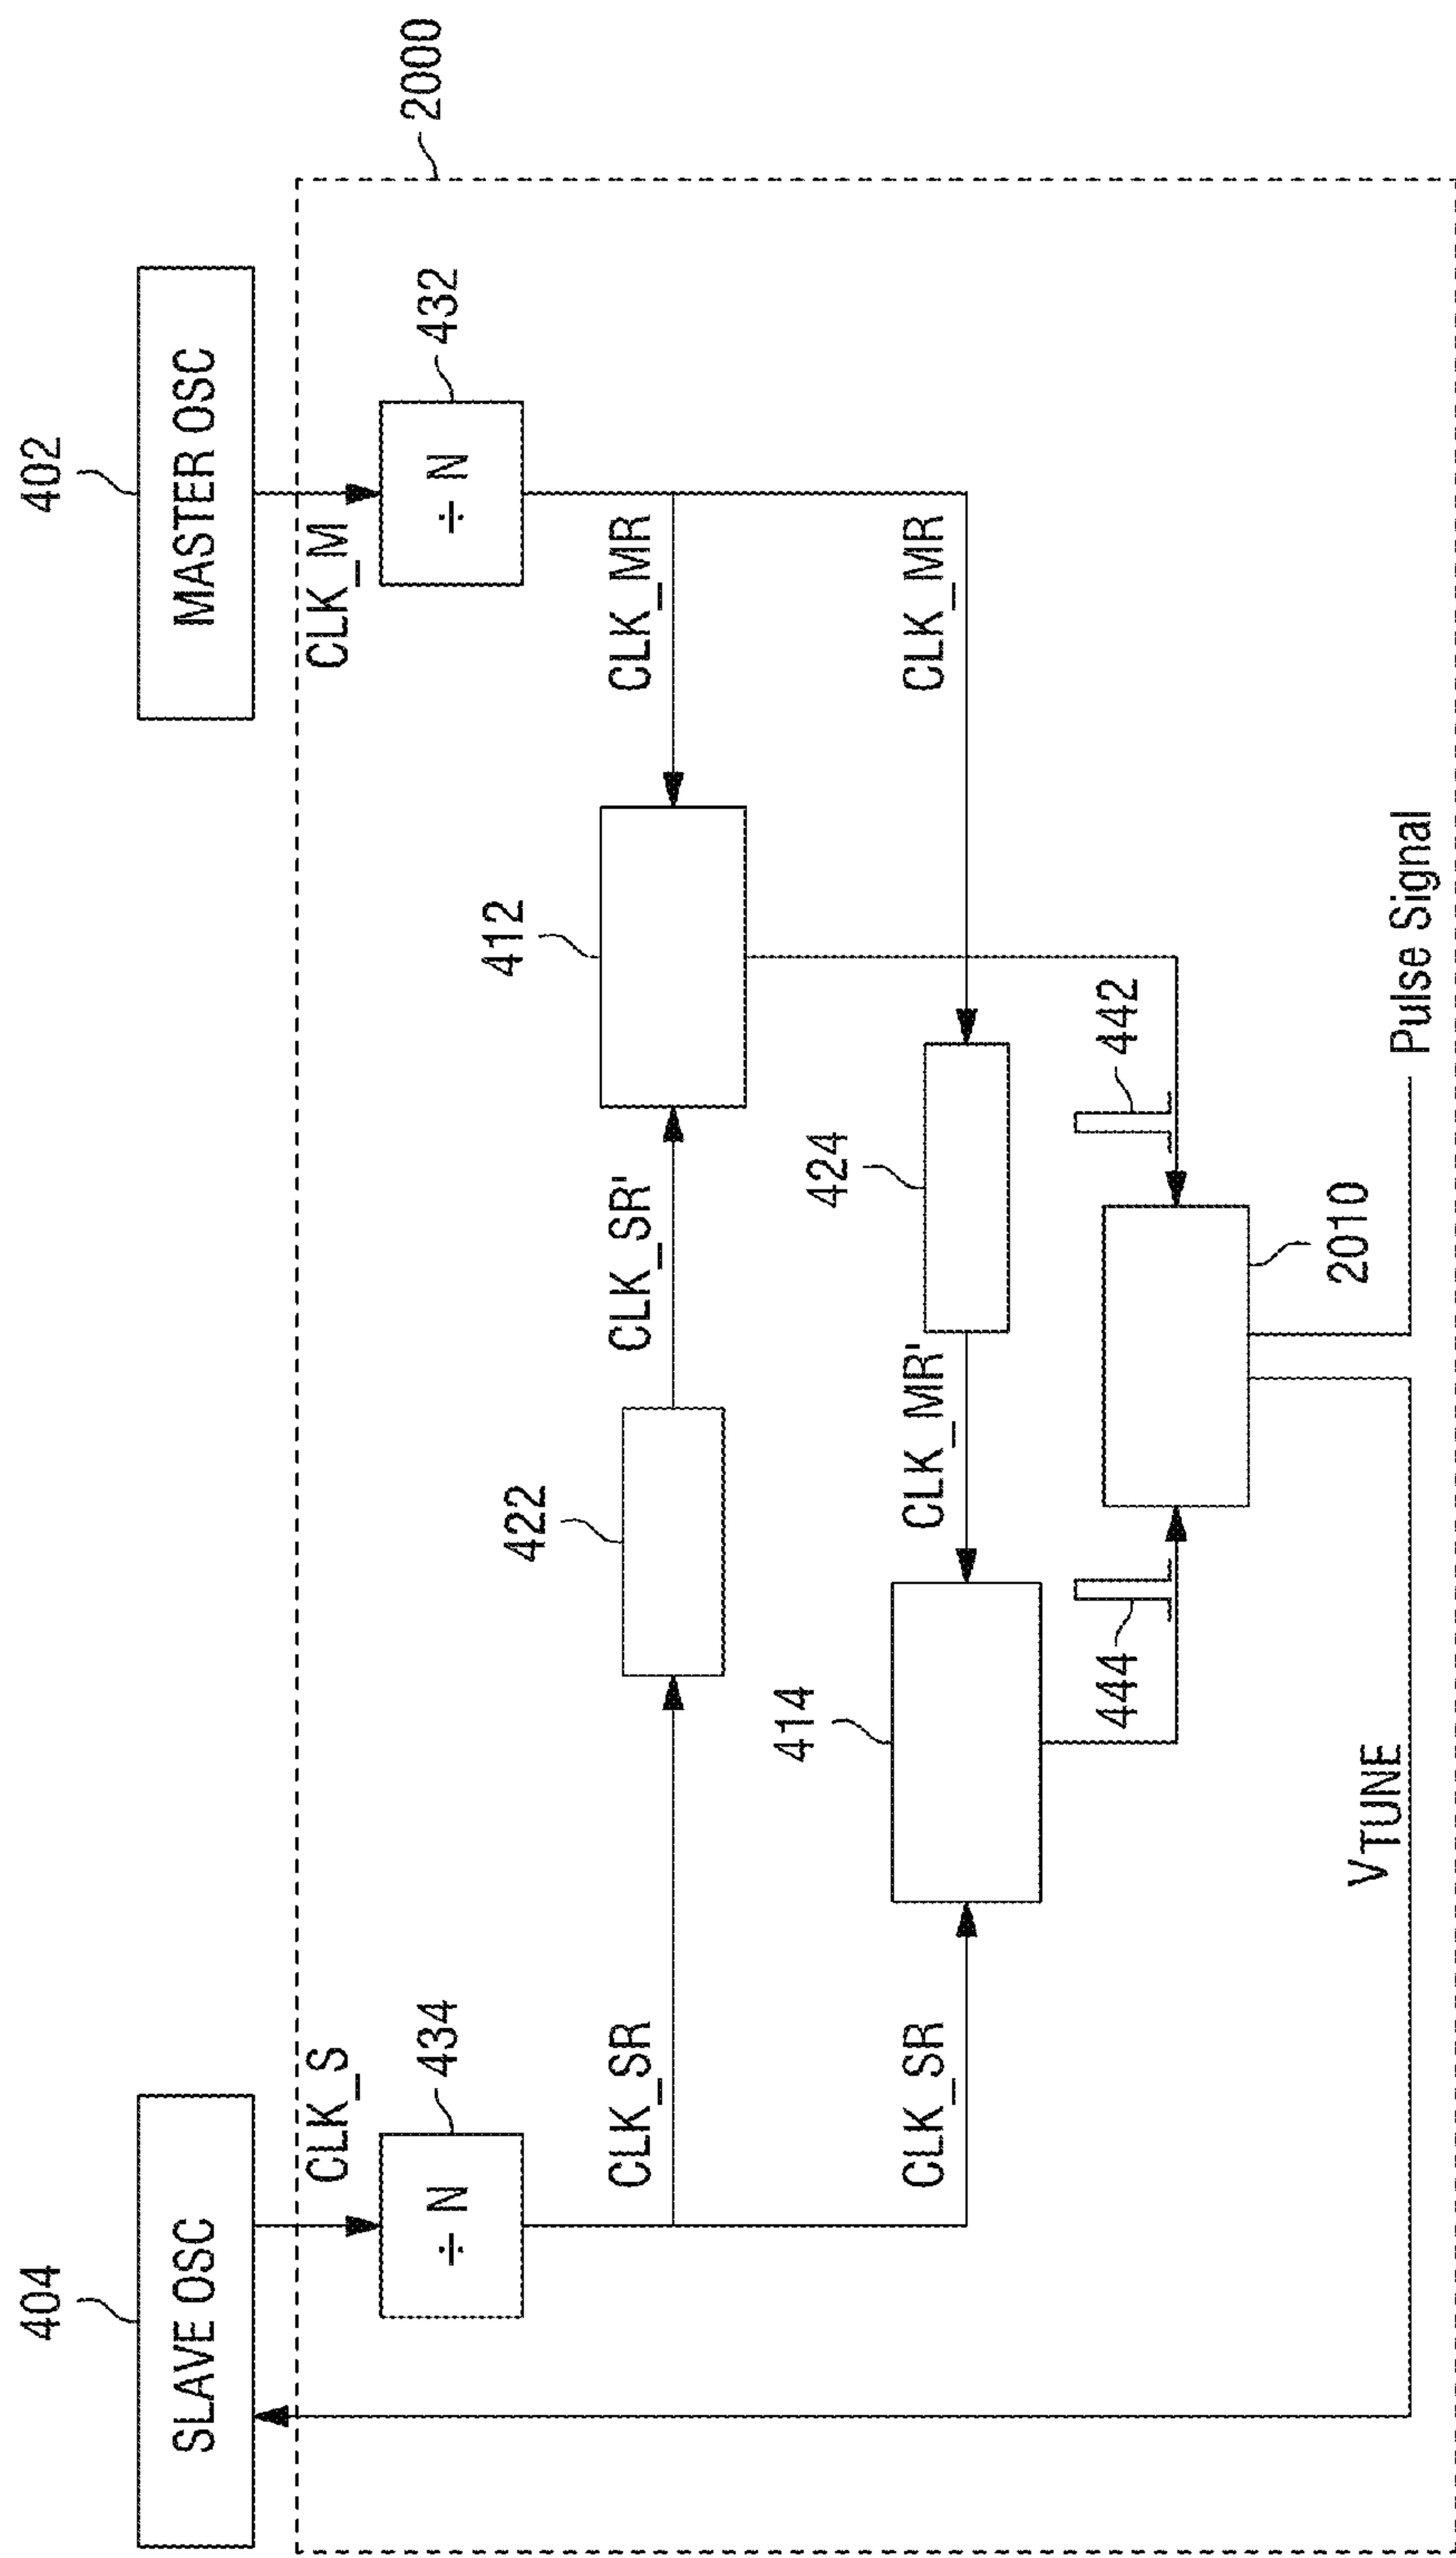 404
402
SLAVE OSC
MASTER OSC
2000
CLK_S
CLK_M
434
432
÷ N
÷ N
422
412
CLK_SR
CLK_SR'
CLK_MR
414
424
CLK_SR
CLK_MR'
CLK_MR
444
442
VTUNE
2010
Pulse Signal